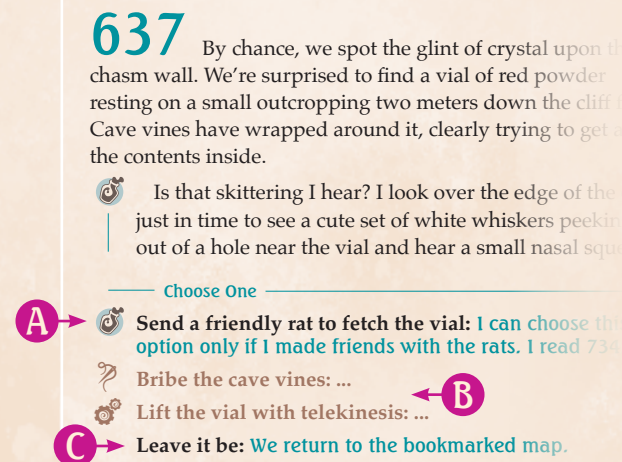 637 By chance, we spot the glint of crystal upon
chasm wall. We're surprised to find a vial of red powder
resting on a small outcropping two meters down the cliff
Cave vines have wrapped around it, clearly trying to get
the contents inside.
Is that skittering I hear? I look over the edge of the
just in time to see a cute set of white whiskers
out of a hole near the vial and hear a small nasal
Choose One
A
Send a friendly rat to fetch the vial: I can choose
option only if I made friends with the rats. I read 734
Bribe the cave vines: ...
B
Lift the vial with telekinesis: ...
C
Leave it be: We return to the bookmarked map.